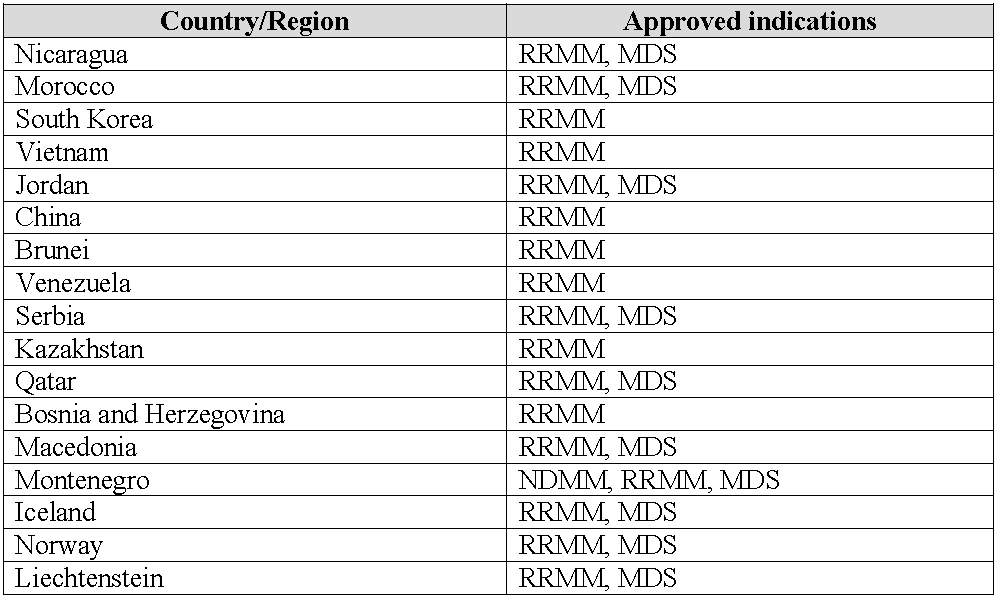 Country/Region Approved indications
Nicaragua RRMM, MDS
Morocco RRMM, MDS
South Korea RRMM
Vietnam RRMM
Jordan RRMM, MDS
China RRMM
Brunei RRMM
Venezuela RRMM
Serbia RRMM, MDS
Kazakhstan RRMM
Qatar RRMM, MDS
Bosnia and Herzegovina RRMM
Macedonia RRMM, MDS
Montenegro NDMM, RRMM, MDS
Iceland RRMM, MDS
Norway RRMM, MDS
Liechtenstein RRMM, MDS